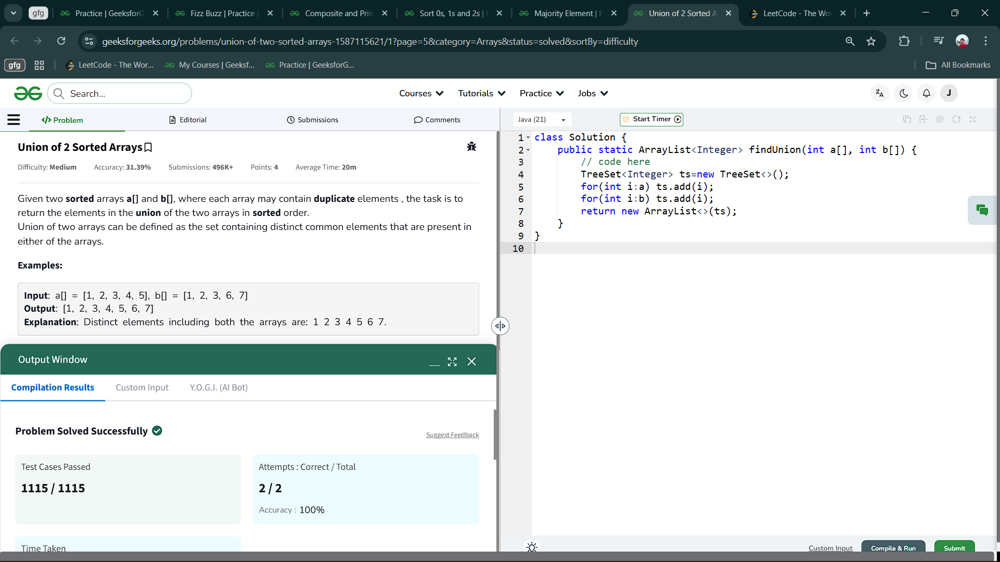 gfg
Practice | GeeksforG
Fizz Buzz | Practice |
Composite and Prin
Sort 0s, 1s and 2s | P
Majority Element | P
Union of 2 Sorted A
LeetCode - The Wor
geeksforgeeks.org/problems/union-of-two-sorted-arrays-1587115621/1?page=5&category=Arrays&status=solved&sortBy=difficulty
gfg
LeetCode - The Wor...
My Courses | Geeksf...
Practice | GeeksforG...
All Bookmarks
Search...
Courses
Tutorials
Practice
Jobs
J
</> Problem
Editorial
Submissions
Comments
Java (21)
Start Timer
Union of 2 Sorted Arrays
Difficulty: Medium
Accuracy: 31.39%
Submissions: 496K+
Points: 4
Average Time: 20m
Given two sorted arrays a[] and b[], where each array may contain duplicate elements , the task is to
return the elements in the union of the two arrays in sorted order.
Union of two arrays can be defined as the set containing distinct common elements that are present in
either of the arrays.
Examples:
Input: a[] = [1, 2, 3, 4, 5], b[] = [1, 2, 3, 6, 7]
Output: [1, 2, 3, 4, 5, 6, 7]
Explanation: Distinct elements including both the arrays are: 1 2 3 4 5 6 7.
Output Window
Compilation Results
Custom Input
Y.O.G.I. (AI Bot)
Problem Solved Successfully
Suggest Feedback
Test Cases Passed
1115 / 1115
Attempts : Correct / Total
2 / 2
Accuracy : 100%
Time Taken
1 class Solution {
2 public static ArrayList<Integer> findUnion(int a[], int b[]) {
3 // code here
4 TreeSet<Integer> ts=new TreeSet<>();
5 for(int i:a) ts.add(i);
6 for(int i:b) ts.add(i);
7 return new ArrayList<>(ts);
8 }
9 }
10
Custom Input
Compile & Run
Submit